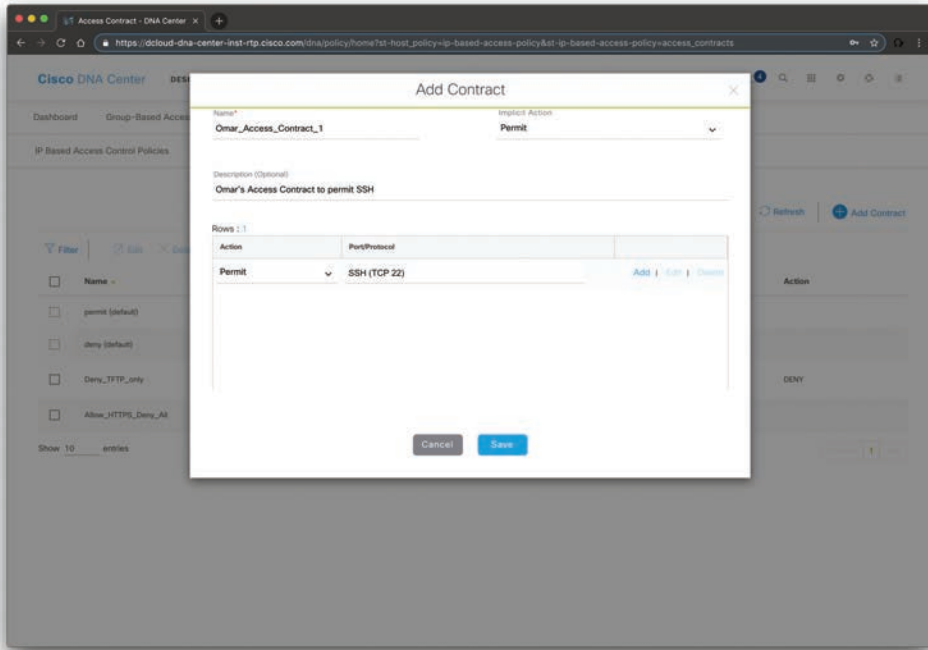 Access Contract - DNA Center
https://dcloud-dna-center-inst-rtp.cisco.com/dna/policy/home?st-host_policy=ip-based-access-policy&st-ip-based-access-policy=access_contracts
Cisco DNA Center
Add Contract
Dashboard
IP Based Access Control Policies
Name*
Omar_Access_Contract_1
Implicit Action
Permit
Description (Optional)
Omar's Access Contract to permit SSH
Refresh
Add Contract
Rows : 1
Filter
Edit
Action Port/Protocol
Permit SSH (TCP 22) Add | Edit | Delete
Name
Action
permit (default)
deny (default)
Deny_TFTP_only
DENY
Allow_HTTPS_Deny_All
Show 10 entries
1
Cancel
Save